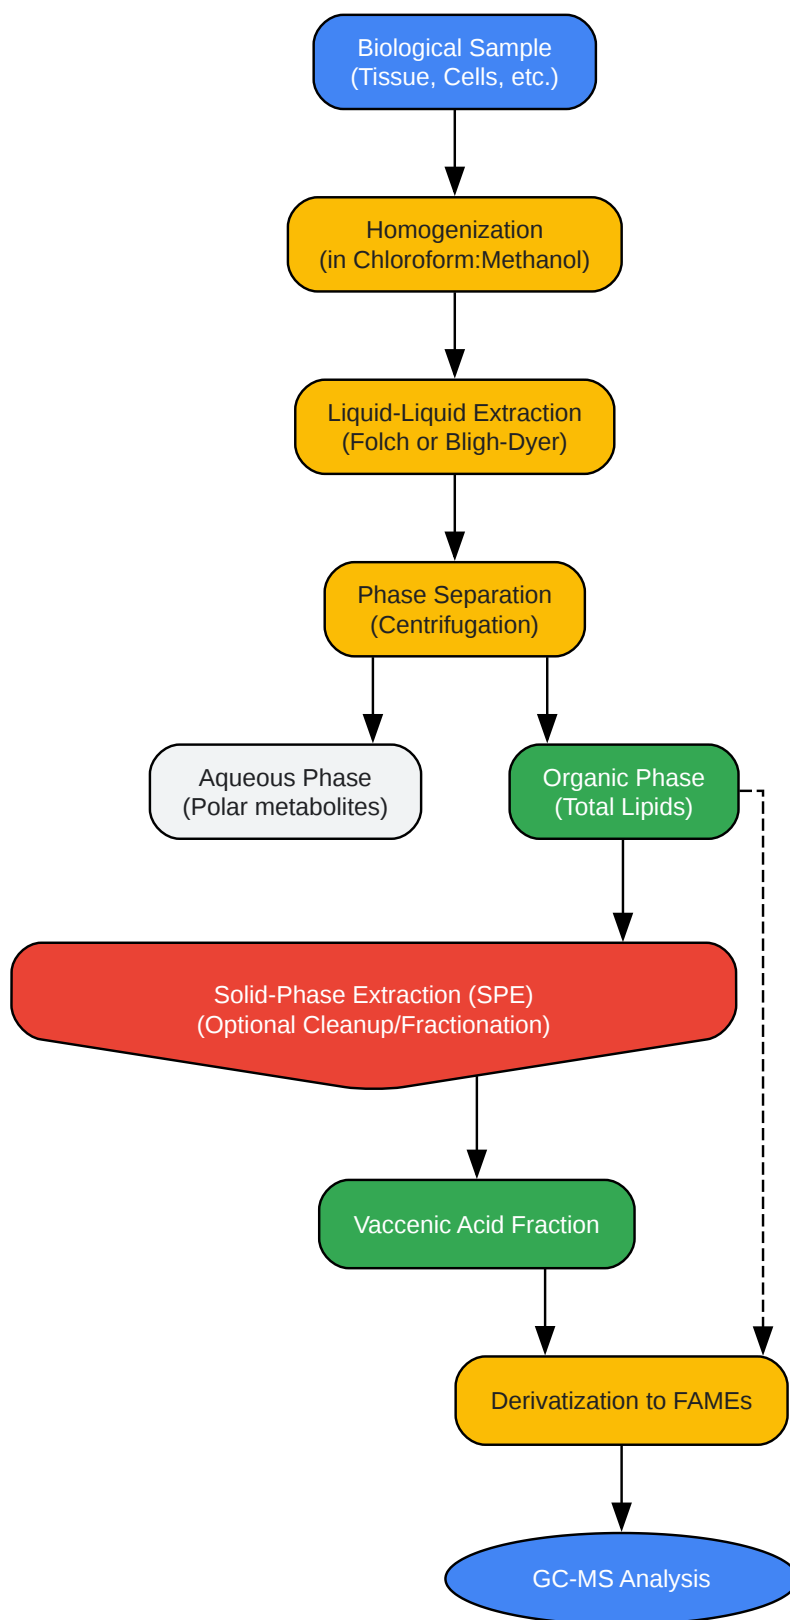 Biological Sample
(Tissue, Cells, etc.)
Homogenization
(in Chloroform:Methanol)
Liquid-Liquid Extraction
(Folch or Bligh-Dyer)
Phase Separation
(Centrifugation)
Aqueous Phase
(Polar metabolites)
Organic Phase
(Total Lipids)
Solid-Phase Extraction (SPE)
(Optional Cleanup/Fractionation)
Vaccenic Acid Fraction
Derivatization to FAMEs
GC-MS Analysis